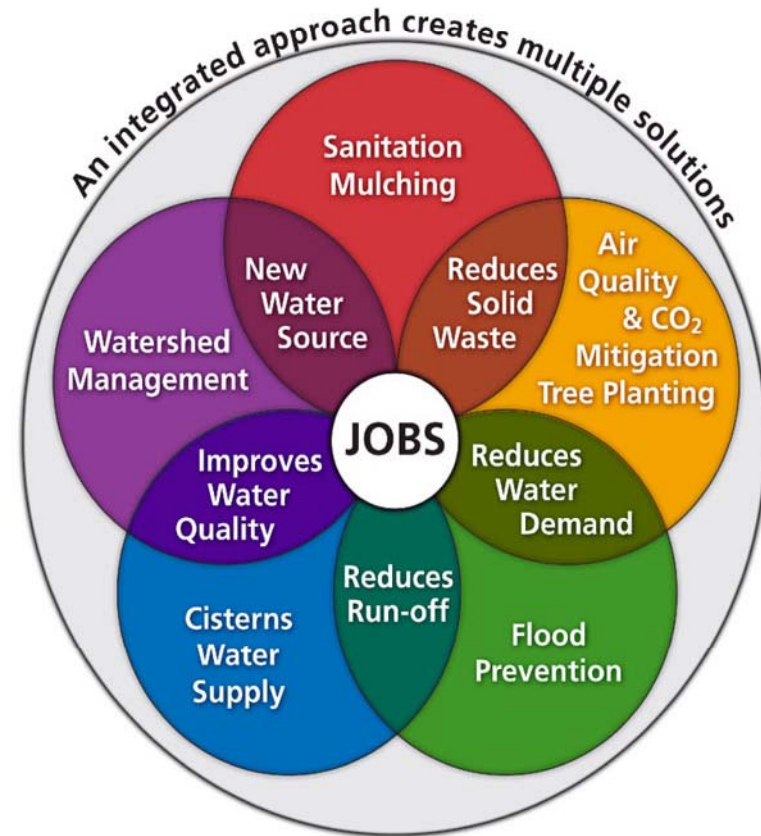 An integrated approach creates multiple solutions
Sanitation
Mulching
New
Water
Source
Reduces
Solid
Waste
Air
Quality
& CO₂
Mitigation
Tree Planting
Watershed
Management
JOBS
Improves
Water
Quality
Reduces
Water
Demand
Reduces
Run-off
Cisterns
Water
Supply
Flood
Prevention